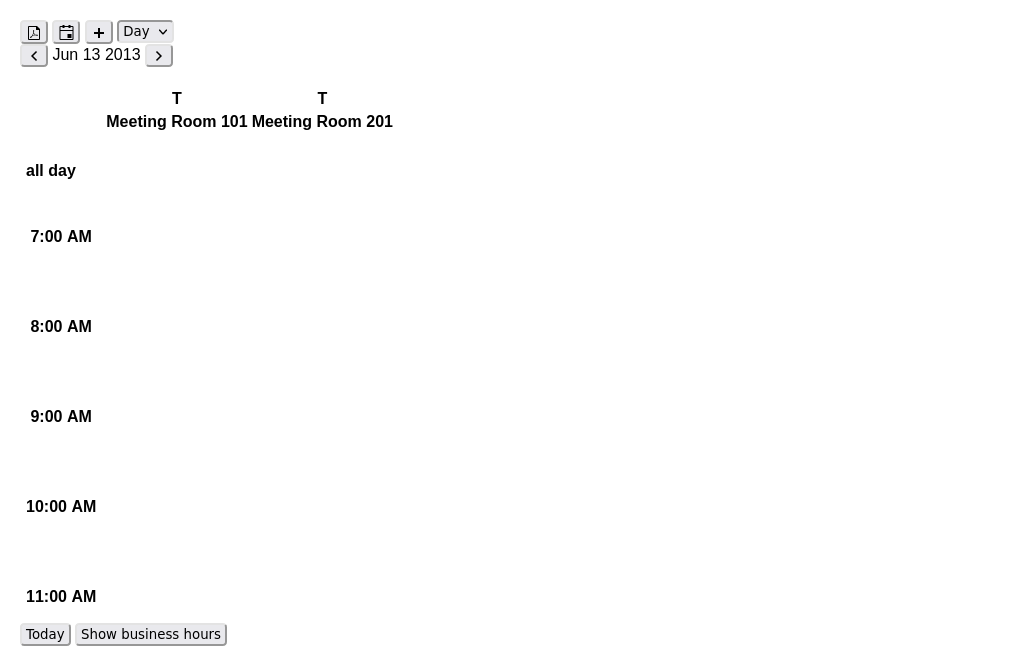 Day
Jun 13 2013
T T
Meeting Room 101 Meeting Room 201
all day
7:00 AM
8:00 AM
9:00 AM
10:00 AM
11:00 AM
Today Show business hours